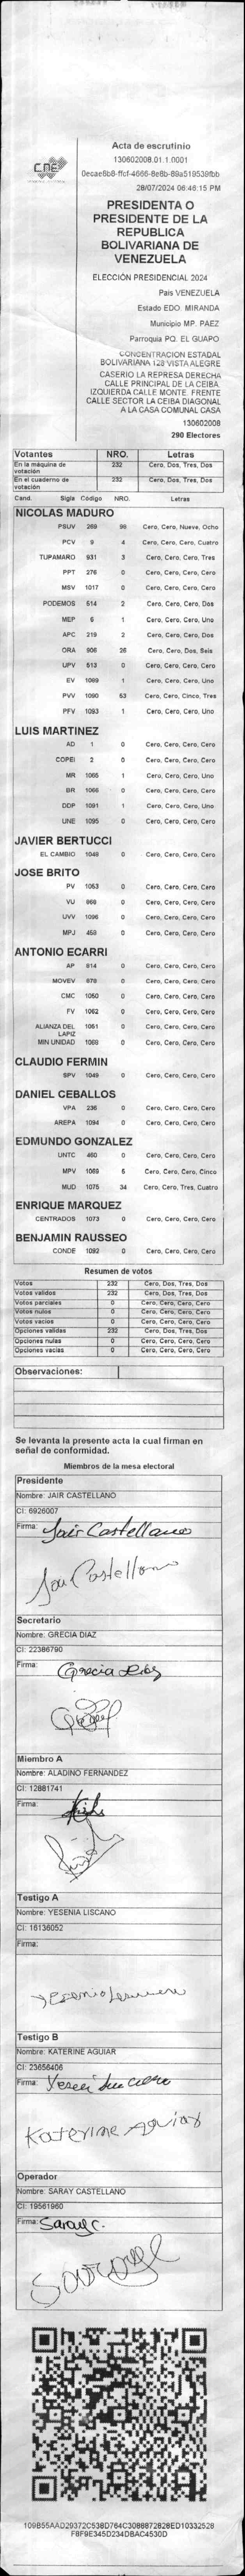 CNE
Acta de escrutinio
130602008.01.1.0001
28/07/2024 06:46:15 PM
PRESIDENTA O
PRESIDENTE DE LA
REPUBLICA
BOLIVARIANA DE
VENEZUELA
ELECCIÓN PRESIDENCIAL 2024
País VENEZUELA
Estado EDO. MIRANDA
Municipio MP. PAEZ
Parroquia PQ. EL GUAPO
CONCENTRACION ESTADAL
BOLIVARIANA 128 VISTA ALEGRE
CASERIO LA REPRESA DERECHA
CALLE PRINCIPAL DE LA CEIBA.
IZQUIERDA CALLE MONTE. FRENTE
CALLE SECTOR LA CEIBA DIAGONAL
A LA CASA COMUNAL CASA
130602008
290 Electores
Votantes NRO. Letras
En la máquina de votación 232 Cero, Dos, Tres, Dos
En el cuaderno de votación 232 Cero, Dos, Tres, Dos
Cand. Sigla Código NRO. Letras
NICOLAS MADURO
PSUV 269 98 Cero, Cero, Nueve, Ocho
PCV 9 4 Cero, Cero, Cero, Cuatro
TUPAMARO 931 3 Cero, Cero, Cero, Tres
PPT 276 0 Cero, Cero, Cero, Cero
MSV 1017 0 Cero, Cero, Cero, Cero
PODEMOS 514 2 Cero, Cero, Cero, Dos
MEP 6 1 Cero, Cero, Cero, Uno
APC 219 2 Cero, Cero, Cero, Dos
ORA 906 26 Cero, Cero, Dos, Seis
UPV 513 0 Cero, Cero, Cero, Cero
EV 1089 1 Cero, Cero, Cero, Uno
PVV 1090 53 Cero, Cero, Cinco, Tres
PFV 1093 1 Cero, Cero, Cero, Uno
LUIS MARTINEZ
AD 1 0 Cero, Cero, Cero, Cero
COPEI 2 0 Cero, Cero, Cero, Cero
MR 1065 1 Cero, Cero, Cero, Uno
BR 1066 0 Cero, Cero, Cero, Cero
DDP 1091 1 Cero, Cero, Cero, Uno
UNE 1095 0 Cero, Cero, Cero, Cero
JAVIER BERTUCCI
EL CAMBIO 1048 0 Cero, Cero, Cero, Cero
JOSE BRITO
PV 1053 0 Cero, Cero, Cero, Cero
VU 868 0 Cero, Cero, Cero, Cero
UVV 1096 0 Cero, Cero, Cero, Cero
MPJ 458 0 Cero, Cero, Cero, Cero
ANTONIO ECARRI
AP 814 0 Cero, Cero, Cero, Cero
MOVEV 879 0 Cero, Cero, Cero, Cero
CMC 1050 0 Cero, Cero, Cero, Cero
FV 1062 0 Cero, Cero, Cero, Cero
ALIANZA DEL LAPIZ 1051 0 Cero, Cero, Cero, Cero
MIN UNIDAD 1068 0 Cero, Cero, Cero, Cero
CLAUDIO FERMIN
SPV 1049 0 Cero, Cero, Cero, Cero
DANIEL CEBALLOS
VPA 236 0 Cero, Cero, Cero, Cero
AREPA 1094 0 Cero, Cero, Cero, Cero
EDMUNDO GONZALEZ
UNTC 460 0 Cero, Cero, Cero, Cero
MPV 1069 5 Cero, Cero, Cero, Cinco
MUD 1075 34 Cero, Cero, Tres, Cuatro
ENRIQUE MARQUEZ
CENTRADOS 1073 0 Cero, Cero, Cero, Cero
BENJAMIN RAUSSEO
CONDE 1092 0 Cero, Cero, Cero, Cero
Resumen de votos
Votos 232 Cero, Dos, Tres, Dos
Votos validos 232 Cero, Dos, Tres, Dos
Votos parciales 0 Cero, Cero, Cero, Cero
Votos nulos 0 Cero, Cero, Cero, Cero
Votos vacios 0 Cero, Cero, Cero, Cero
Opciones validas 232 Cero, Dos, Tres, Dos
Opciones nulas 0 Cero, Cero, Cero, Cero
Opciones vacias 0 Cero, Cero, Cero, Cero
Observaciones:
Se levanta la presente acta la cual firman en
señal de conformidad.
Miembros de la mesa electoral
Presidente
Nombre: JAIR CASTELLANO
CI: 6926007
Firma: Jair Castellano
Jair Castellano
Secretario
Nombre: GRECIA DIAZ
CI: 22386790
Firma: Grecia Diaz
Miembro A
Nombre: ALADINO FERNANDEZ
CI: 12881741
Firma:
Testigo A
Nombre: YESENIA LISCANO
CI: 16136052
Firma:
Testigo B
Nombre: KATERINE AGUIAR
CI: 23656406
Firma:
Katerine Aguiar
Operador
Nombre: SARAY CASTELLANO
CI: 19561960
Firma: Saray C.